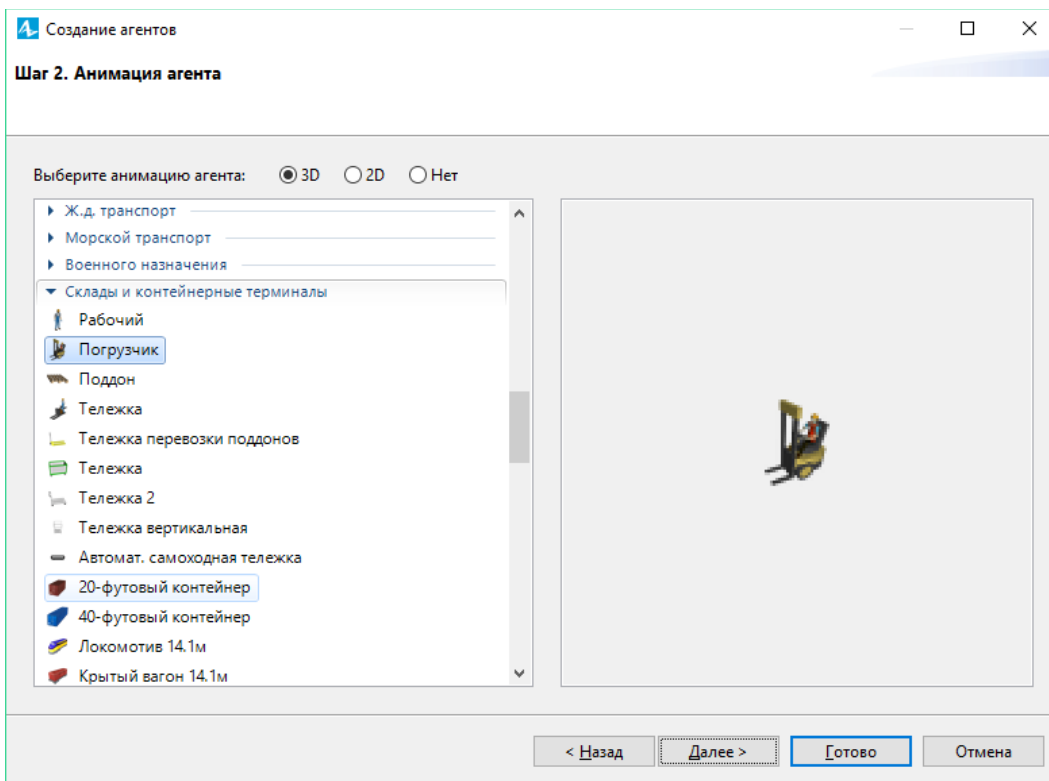 Создание агентов
Шаг 2. Анимация агента
Выберите анимацию агента: 3D 2D Нет
Ж.д. транспорт
Морской транспорт
Военного назначения
Склады и контейнерные терминалы
Рабочий
Погрузчик
Поддон
Тележка
Тележка перевозки поддонов
Тележка
Тележка 2
Тележка вертикальная
Автомат. самоходная тележка
20-футовый контейнер
40-футовый контейнер
Локомотив 14.1м
Крытый вагон 14.1м
< Назад Далее > Готово Отмена